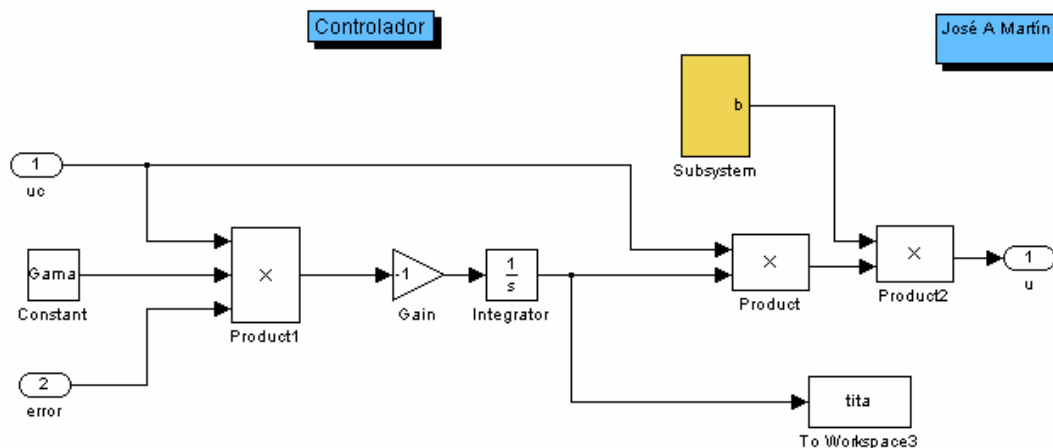 Controlador
José A Martín
b
Subsystem
1
uc
Gama
Constant
×
Product1
-1
Gain
1
s
Integrator
×
Product
×
Product2
1
u
2
error
tita
To Workspace3